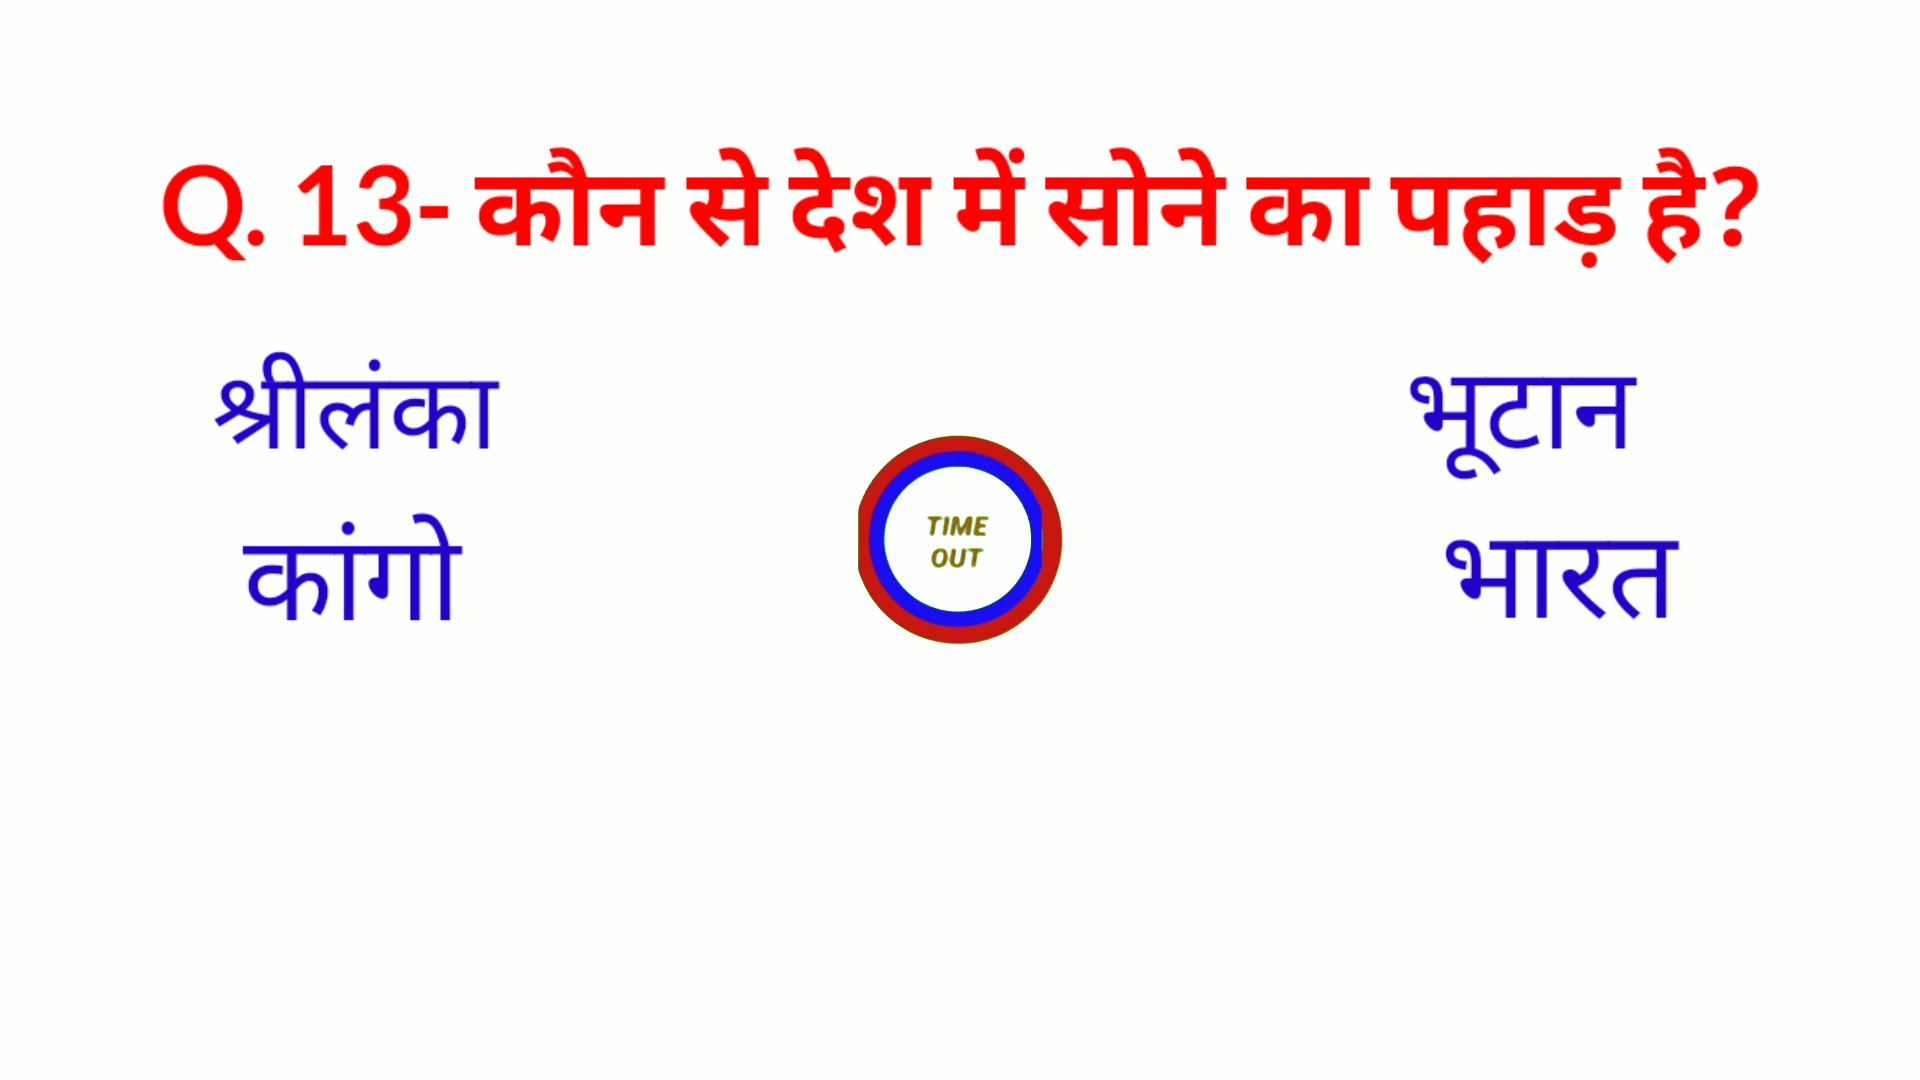 Q. 13- कौन से देश में सोने का पहाड़ है?
श्रीलंका
भूटान
कांगो
भारत
TIME
OUT